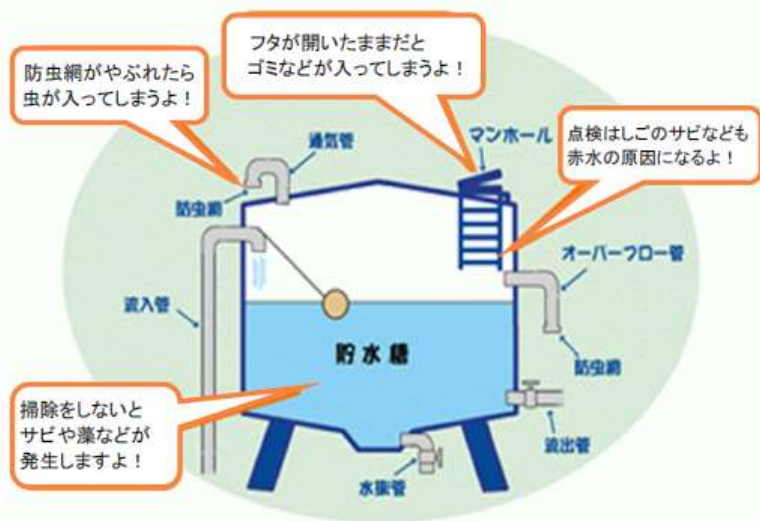 フタが開いたままだと
ゴミなどが入ってしまうよ！
防虫網がやぶれたら
虫が入ってしまうよ！
通気管
マンホール
点検はしごのサビなども
赤水の原因になるよ！
防虫網
オーバーフロー管
流入管
貯水槽
防虫網
掃除をしないと
サビや藻などが
発生しますよ！
流出管
水抜管